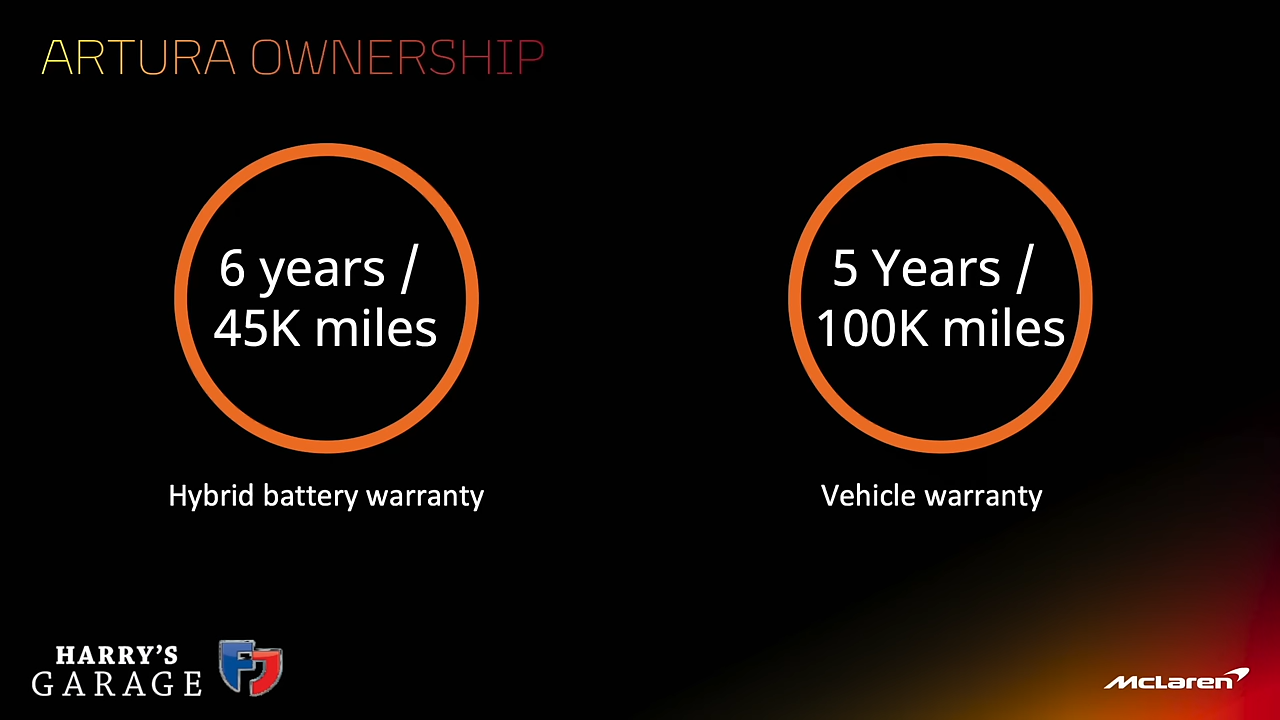 ARTURA OWNERSHIP
6 years /
45K miles
5 Years /
100K miles
Hybrid battery warranty
Vehicle warranty
HARRY'S
GARAGE
McLaren